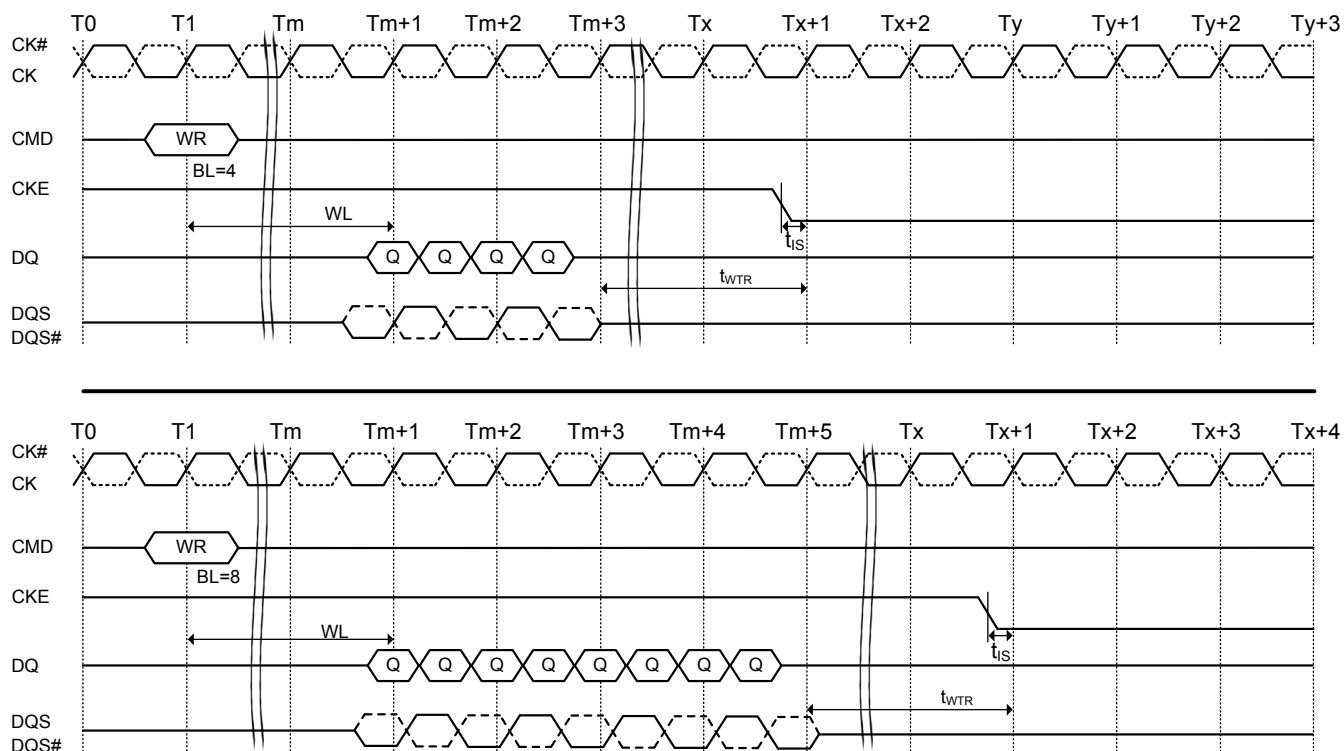 T0 T1 Tm Tm+1 Tm+2 Tm+3 Tx Tx+1 Tx+2 Ty Ty+1 Ty+2 Ty+3
CK#
CK
CMD WR
BL=4
CKE
WL
tIS
DQ Q Q Q Q
tWTR
DQS
DQS#
T0 T1 Tm Tm+1 Tm+2 Tm+3 Tm+4 Tm+5 Tx Tx+1 Tx+2 Tx+3 Tx+4
CK#
CK
CMD WR
BL=8
CKE
WL
tIS
DQ Q Q Q Q Q Q Q Q
tWTR
DQS
DQS#